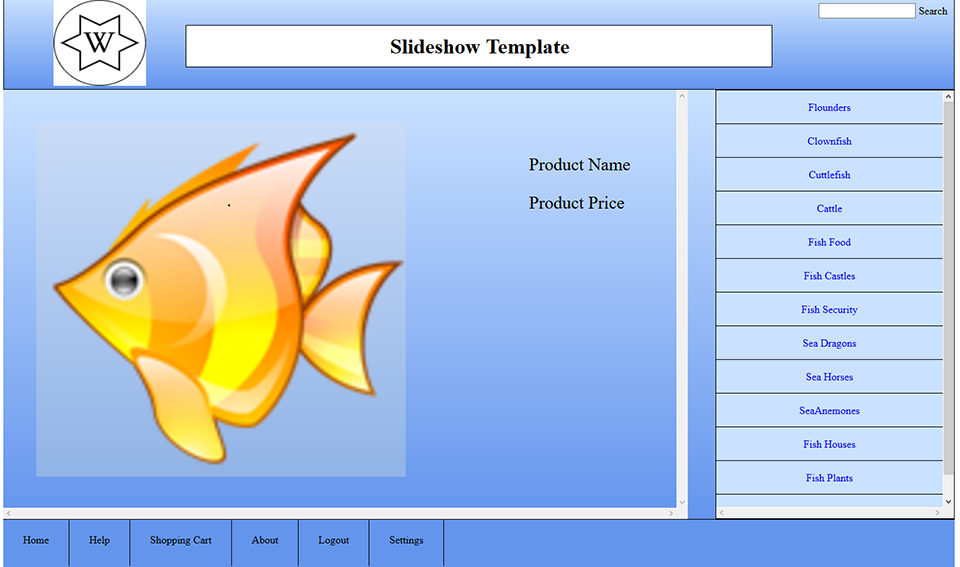 W
Search
Slideshow Template
Product Name
Product Price
Flounders
Clownfish
Cuttlefish
Cattle
Fish Food
Fish Castles
Fish Security
Sea Dragons
Sea Horses
SeaAnemones
Fish Houses
Fish Plants
Home
Help
Shopping Cart
About
Logout
Settings